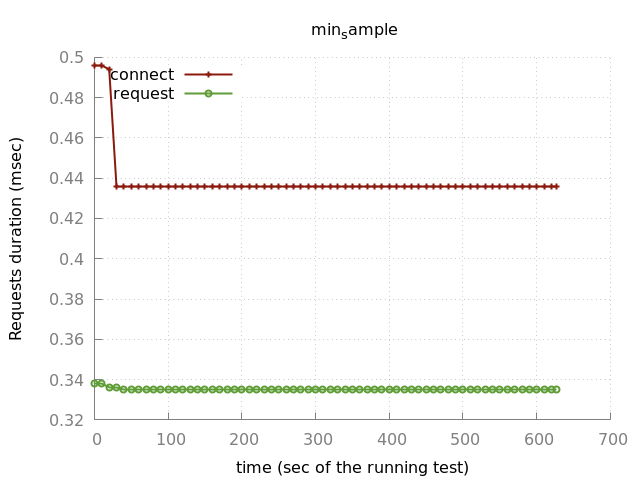 min_sample
0.5
connect
request
0.48
0.46
0.44
0.42
0.4
0.38
0.36
0.34
0.32
Requests duration (msec)
0 100 200 300 400 500 600 700
time (sec of the running test)